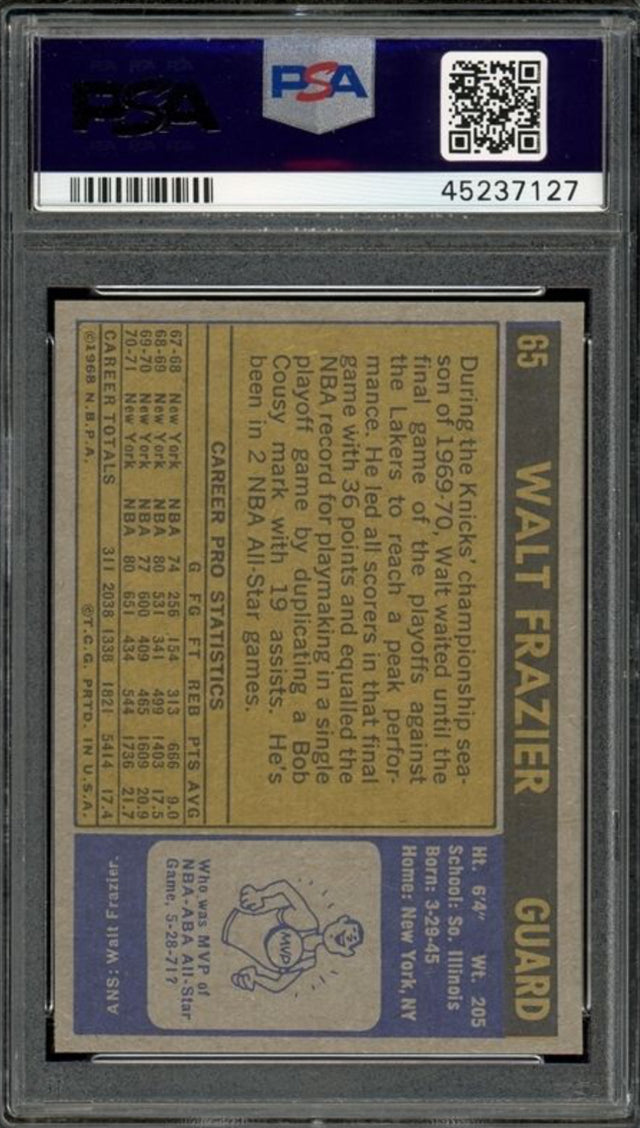 PSA
PSA
45237127
65 WALT FRAZIER GUARD
During the Knicks' championship sea-
son of 1969-70, Walt waited until the
final game of the playoffs against
the Lakers to reach a peak perfor-
mance. He led all scorers in that final
game with 36 points and equalled the
NBA record for playmaking in a single
playoff game by duplicating a Bob
Cousy mark with 19 assists. He's
been in 2 NBA All-Star games.
CAREER PRO STATISTICS
G FG FT REB PTS AVG
67-68 New York NBA 74 256 154 313 666 9.0
68-69 New York NBA 80 531 341 499 1403 17.5
69-70 New York NBA 77 600 409 465 1609 20.9
70-71 New York NBA 80 651 434 544 1736 21.7
CAREER TOTALS 311 2038 1338 1821 5414 17.4
©1968 N.B.P.A. ©T.C.G. PRTD. IN U.S.A.
Ht. 6'4" Wt. 205
School: So. Illinois
Born: 3-29-45
Home: New York, NY
MVP
Who was MVP of
NBA-ABA All-Star
Game, 5-28-71?
ANS: Walt Frazier.